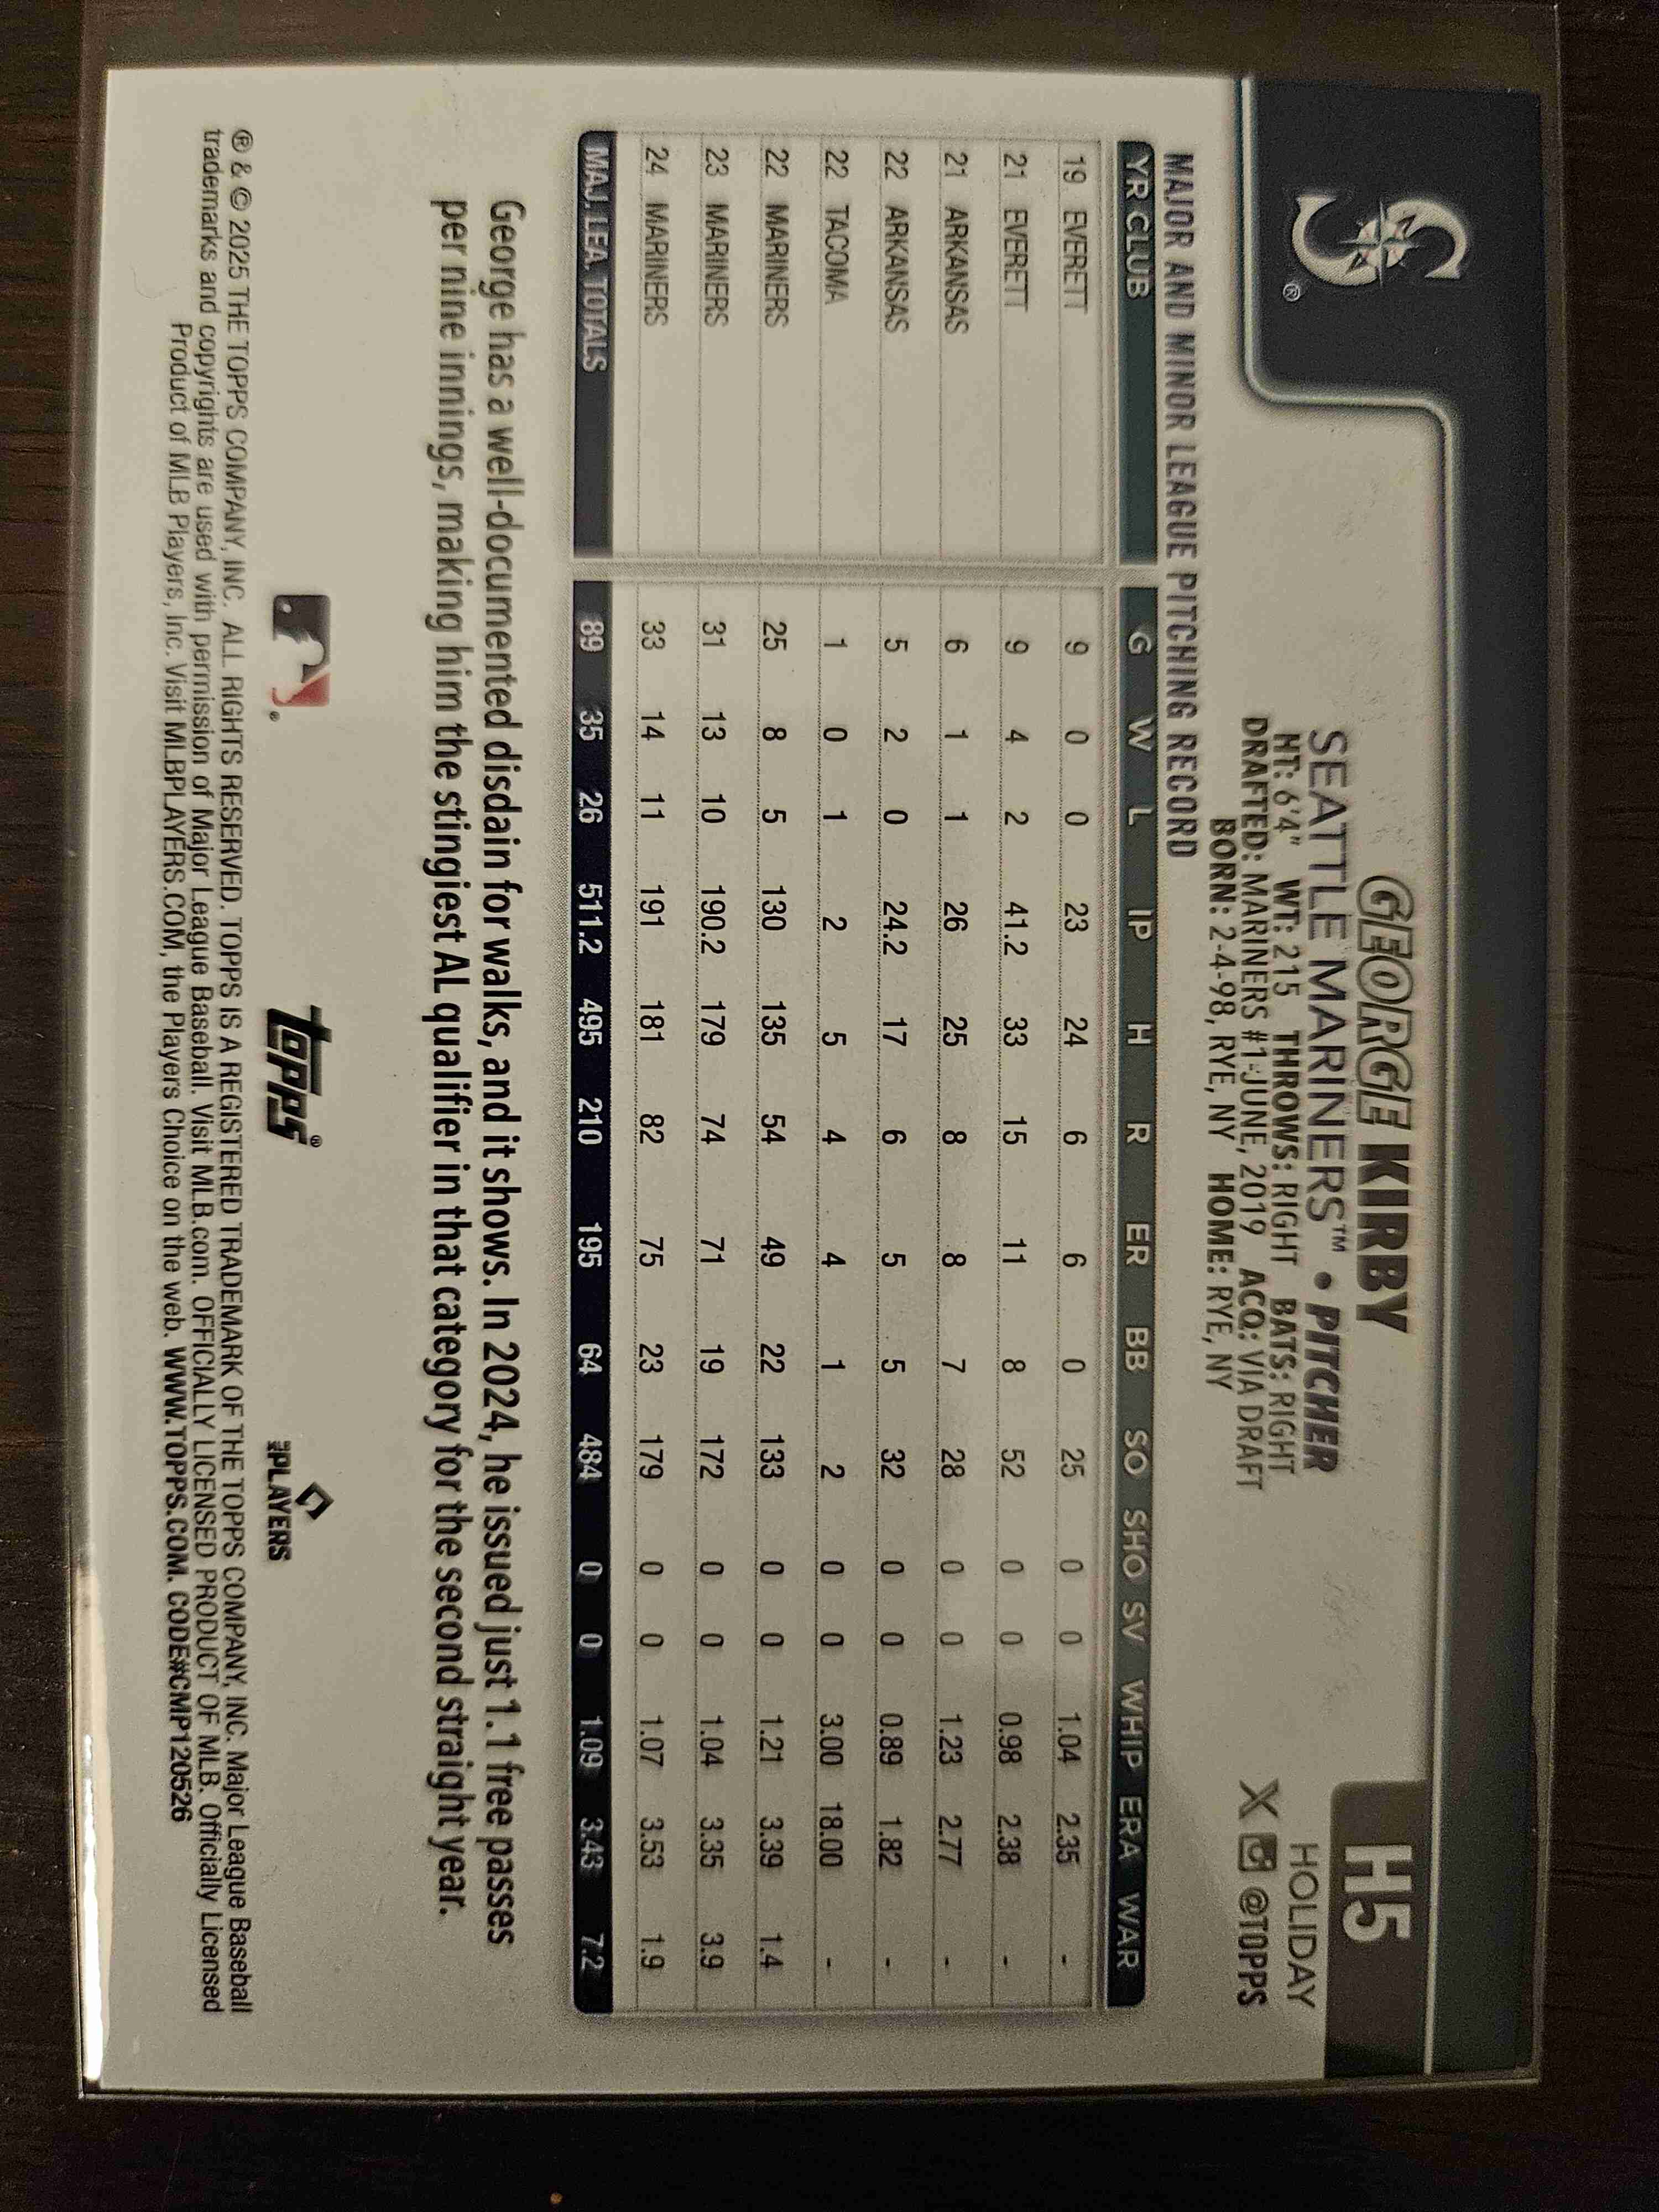 S®
H5
GEORGE KIRBY
HOLIDAY
SEATTLE MARINERS™ • PITCHER
X @TOPPS
HT: 6'4" WT: 215 THROWS: RIGHT BATS: RIGHT
DRAFTED: MARINERS #1-JUNE, 2019 ACQ: VIA DRAFT
BORN: 2-4-98, RYE, NY HOME: RYE, NY
MAJOR AND MINOR LEAGUE PITCHING RECORD
YR CLUB G W L IP H R ER BB SO SHO SV WHIP ERA WAR
19 EVERETT 9 0 0 23 24 6 6 0 25 0 0 1.04 2.35 -
21 EVERETT 9 4 2 41.2 33 15 11 8 52 0 0 0.98 2.38 -
21 ARKANSAS 6 1 1 26 25 8 8 7 28 0 0 1.23 2.77 -
22 ARKANSAS 5 2 0 24.2 17 6 5 5 32 0 0 0.89 1.82 -
22 TACOMA 1 0 1 2 5 4 4 1 2 0 0 3.00 18.00 -
22 MARINERS 25 8 5 130 135 54 49 22 133 0 0 1.21 3.39 1.4
23 MARINERS 31 13 10 190.2 179 74 71 19 172 0 0 1.04 3.35 3.9
24 MARINERS 33 14 11 191 181 82 75 23 179 0 0 1.07 3.53 1.9
MAJ. LEA. TOTALS 89 35 26 511.2 495 210 195 64 484 0 0 1.09 3.43 7.2
George has a well-documented disdain for walks, and it shows. In 2024, he issued just 1.1 free passes
per nine innings, making him the stingiest AL qualifier in that category for the second straight year.
topps®
PLAYERS
® & © 2025 THE TOPPS COMPANY, INC. ALL RIGHTS RESERVED. TOPPS IS A REGISTERED TRADEMARK OF THE TOPPS COMPANY, INC. Major League Baseball
trademarks and copyrights are used with permission of Major League Baseball. Visit MLB.com. OFFICIALLY LICENSED PRODUCT OF MLB. Officially Licensed
Product of MLB Players, Inc. Visit MLBPLAYERS.COM, the Players Choice on the web. WWW.TOPPS.COM. CODE#CMP120526